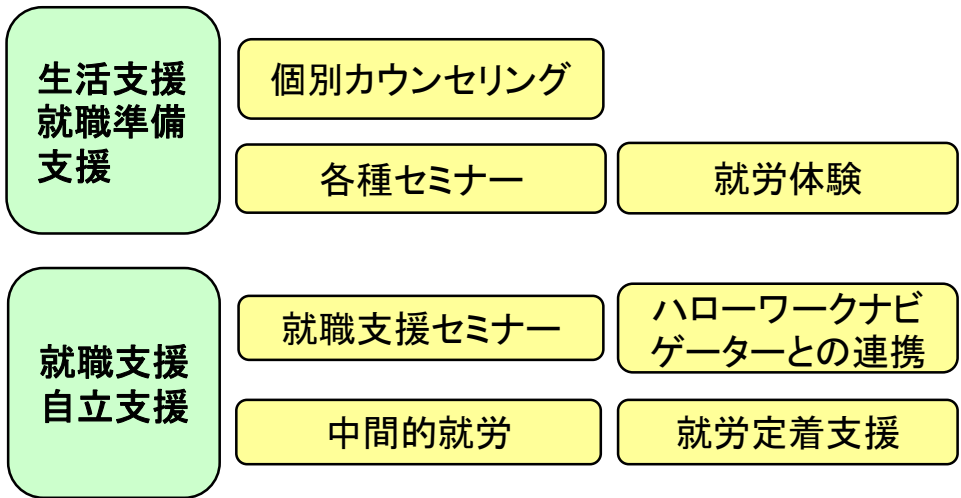 生活支援
就職準備
支援
個別カウンセリング
各種セミナー
就労体験
就職支援
自立支援
就職支援セミナー
ハローワークナビ
ゲーターとの連携
中間的就労
就労定着支援